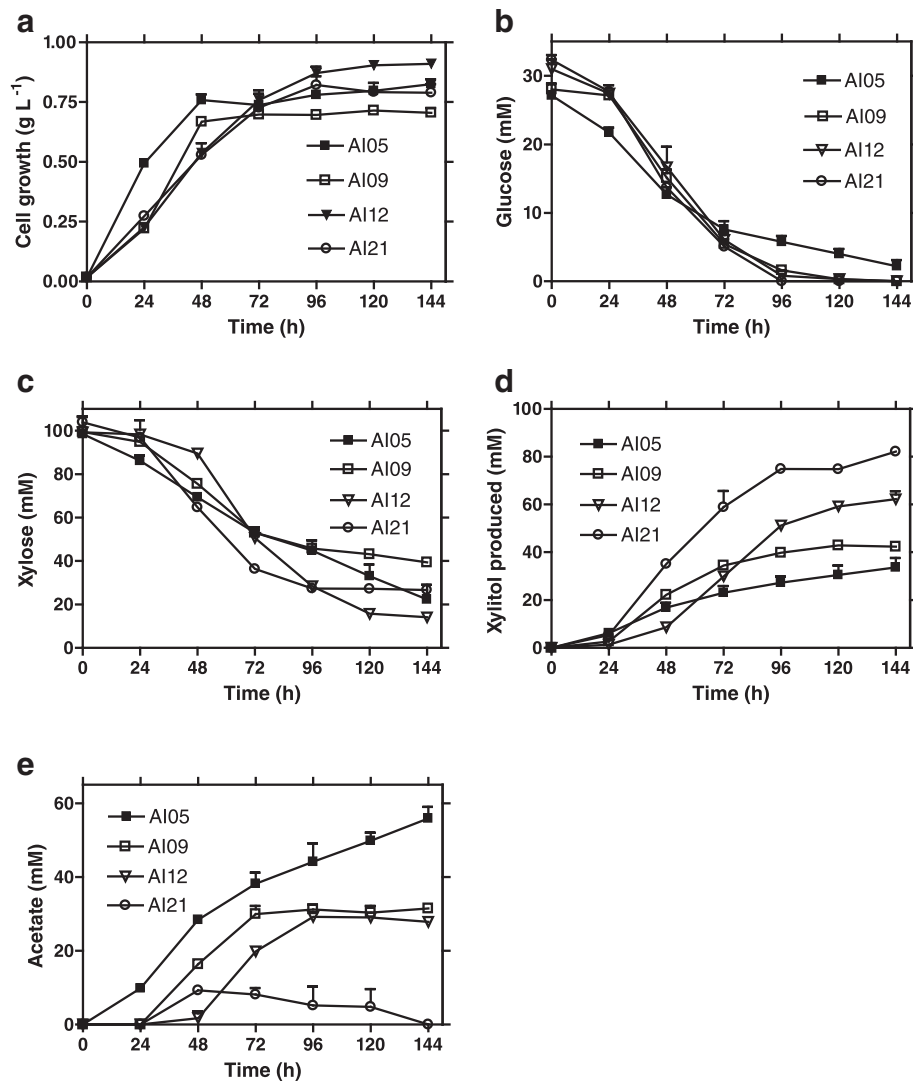 a
Cell growth (g L -1)
1.00
0.75
0.50
0.25
0.00
AI05
AI09
AI12
AI21
0 24 48 72 96 120 144
Time (h)
b
Glucose (mM)
30
20
10
0
AI05
AI09
AI12
AI21
0 24 48 72 96 120 144
Time (h)
c
Xylose (mM)
100
80
60
40
20
0
AI05
AI09
AI12
AI21
0 24 48 72 96 120 144
Time (h)
d
Xylitol produced (mM)
100
80
60
40
20
0
AI05
AI09
AI12
AI21
0 24 48 72 96 120 144
Time (h)
e
Acetate (mM)
60
40
20
0
AI05
AI09
AI12
AI21
0 24 48 72 96 120 144
Time (h)